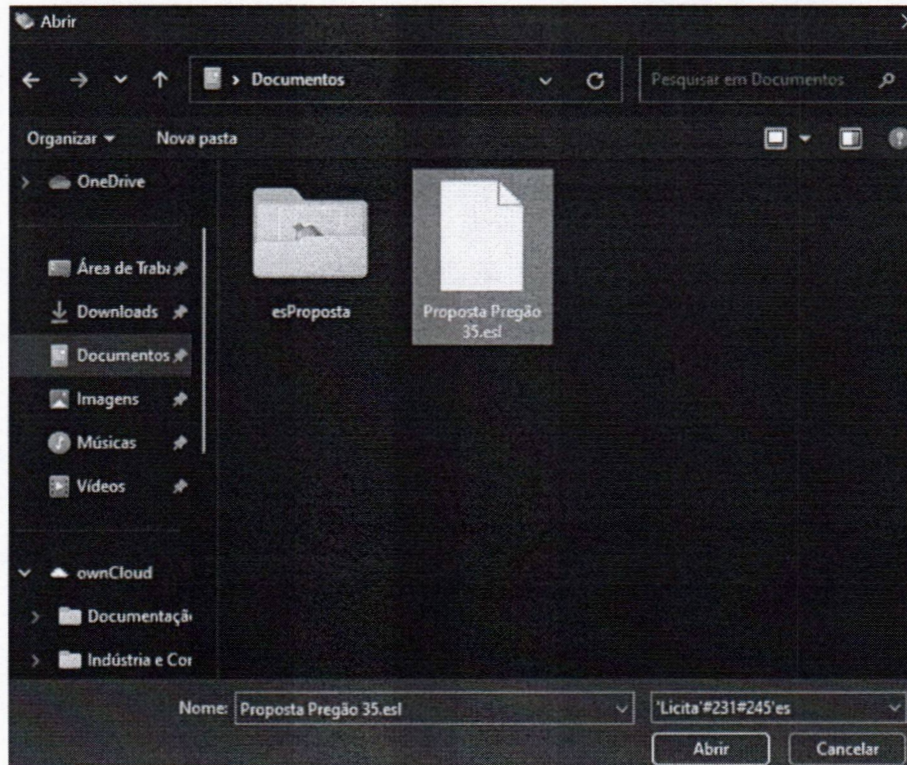 Abrir
Documentos
Pesquisar em Documentos
Organizar
Nova pasta
OneDrive
Área de Traba
Downloads
Documentos
Imagens
Músicas
Vídeos
ownCloud
Documentaçã
Indústria e Cor
esProposta
Proposta Pregão
35.esl
Nome:
Proposta Pregão 35.esl
'Licita'#231#245'es
Abrir
Cancelar